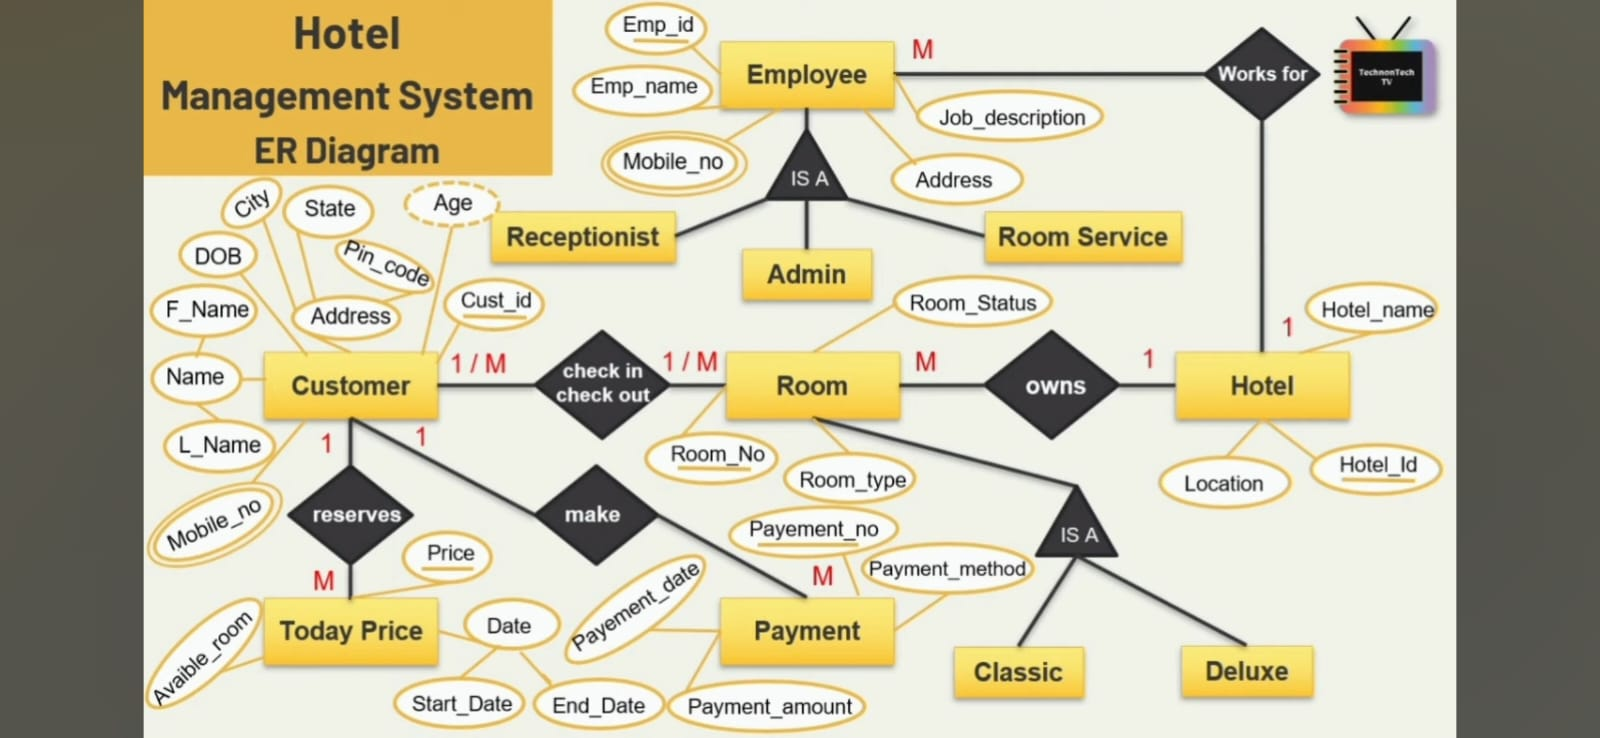 Hotel
Management System
ER Diagram
Emp_id
Employee
M
Works for
TechnonTech
TV
Emp_name
Job_description
Mobile_no
IS A
Address
City
State
Age
Receptionist
Room Service
Admin
DOB
Pin_code
F_Name
Address
Cust_id
Room_Status
Hotel_name
Name
Customer
1 / M
check in
check out
1 / M
Room
M
owns
1
1
Hotel
L_Name
1
1
Room_No
Room_type
Location
Hotel_Id
Mobile_no
reserves
make
Payement_no
IS A
Price
M
M
Payment_method
Payement_date
Avaible_room
Today Price
Date
Payment
Classic
Deluxe
Start_Date
End_Date
Payment_amount